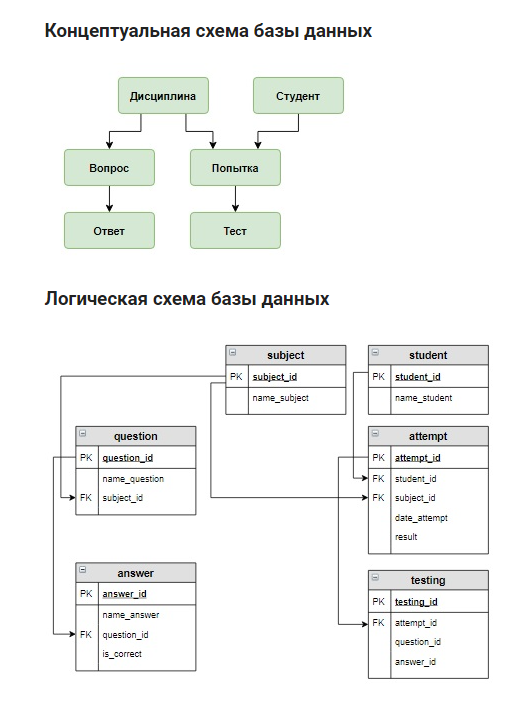 Концептуальная схема базы данных
Дисциплина
Студент
Вопрос
Попытка
Ответ
Тест
Логическая схема базы данных
subject
PK subject_id
name_subject
student
PK student_id
name_student
question
PK question_id
name_question
FK subject_id
attempt
PK attempt_id
FK student_id
FK subject_id
date_attempt
result
answer
PK answer_id
name_answer
FK question_id
is_correct
testing
PK testing_id
FK attempt_id
question_id
answer_id